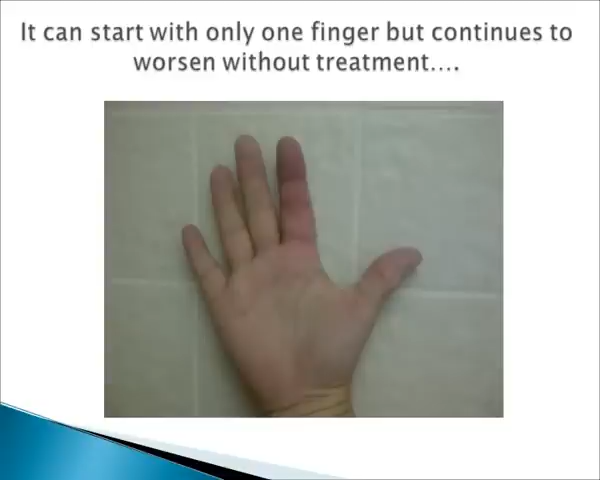 It can start with only one finger but continues to
worsen without treatment….